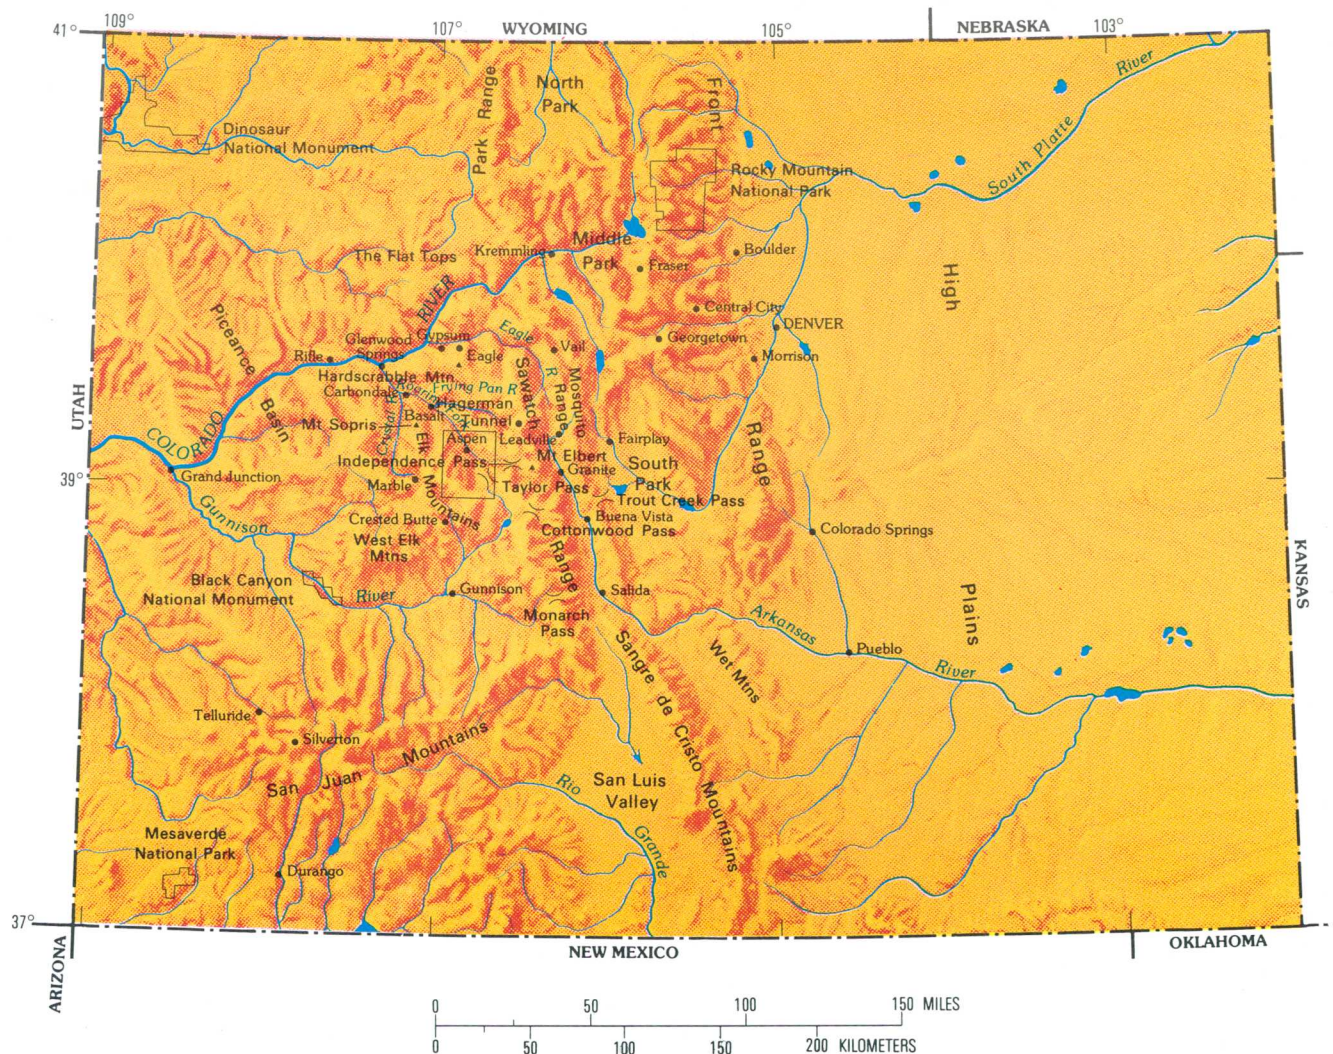 109°
107°
WYOMING
105°
NEBRASKA
103°
41°
North
Park
Park Range
Front
River
South Platte
Dinosaur
National Monument
Rocky Mountain
National Park
Middle
Park
Kremmling
The Flat Tops
Fraser
Boulder
High
RIVER
Central City
Piceance
DENVER
Glenwood
Springs
Gypsum
Eagle
Georgetown
Rifle
Eagle
Vail
Morrison
Hardscrabble Mtn
Sawatch
R
Mosquito
Range
UTAH
Carbondale
Roaring Fork
Frying Pan R
Basin
Crystal
Basalt
Hagerman
Tunnel
Mt Sopris
Elk
Aspen
Leadville
Fairplay
Range
COLORADO
Independence Pass
Mt Elbert
South
Park
39°
Grand Junction
Granite
Marble
Mountains
Taylor Pass
Trout Creek Pass
Gunnison
Crested Butte
Buena Vista
Cottonwood Pass
Colorado Springs
West Elk
Mtns
Range
KANSAS
Black Canyon
National Monument
River
Gunnison
Salida
Plains
Monarch
Pass
Arkansas
Pueblo
River
Sangre de Cristo Mountains
Wet Mtns
Telluride
Silverton
San Juan Mountains
Rio
San Luis
Valley
Grande
Mesaverde
National Park
Durango
37°
ARIZONA
NEW MEXICO
OKLAHOMA
0 50 100 150 MILES
0 50 100 150 200 KILOMETERS